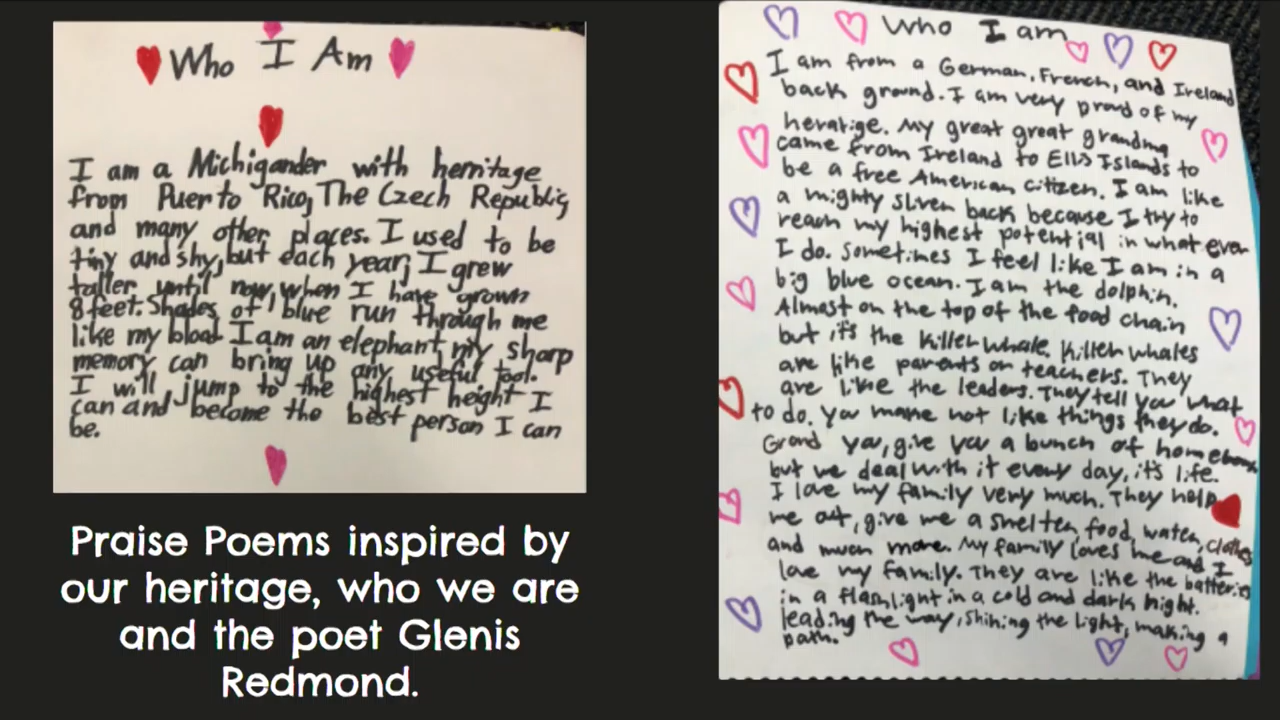 Who I Am
I am a Michigander with herritage
from Puerto Rico, The Czech Republic,
and many other places. I used to be
tiny and shy, but each year, I grew
taller until now, when I have grown
8 feet. Shades of blue run through me
like my blood I am an elephant my sharp
memory can bring up any useful tool.
I will jump to the highest height I
can and become the best person I can
be.
Praise Poems inspired by
our heritage, who we are
and the poet Glenis
Redmond.
Who I am
I am from a German, French, and Ireland
back ground. I am very proud of my
heratige. My great great grandma
came from Ireland to Ellis Islands to
be a free American citizen. I am like
a mighty sliver back because I try to
reach my highest potential in what ever
I do. Sometimes I feel like I am in a
big blue ocean. I am the dolphin.
Almast on the top of the food chain
but it's the killer whale. Killer whales
are like parents or teachers. They
are like the leaders. They tell you what
to do. You make not like things they do.
Grond you, give you a bunch of
but we deal with it every day, it's life.
I love my family very much. They help
me out, give me a shelter, food, water, clothes
and much more. My family loves me and I
love my family. They are like the batteries
in a flashlight in a cold and dark night.
leading the way, shining the light, making a
path.